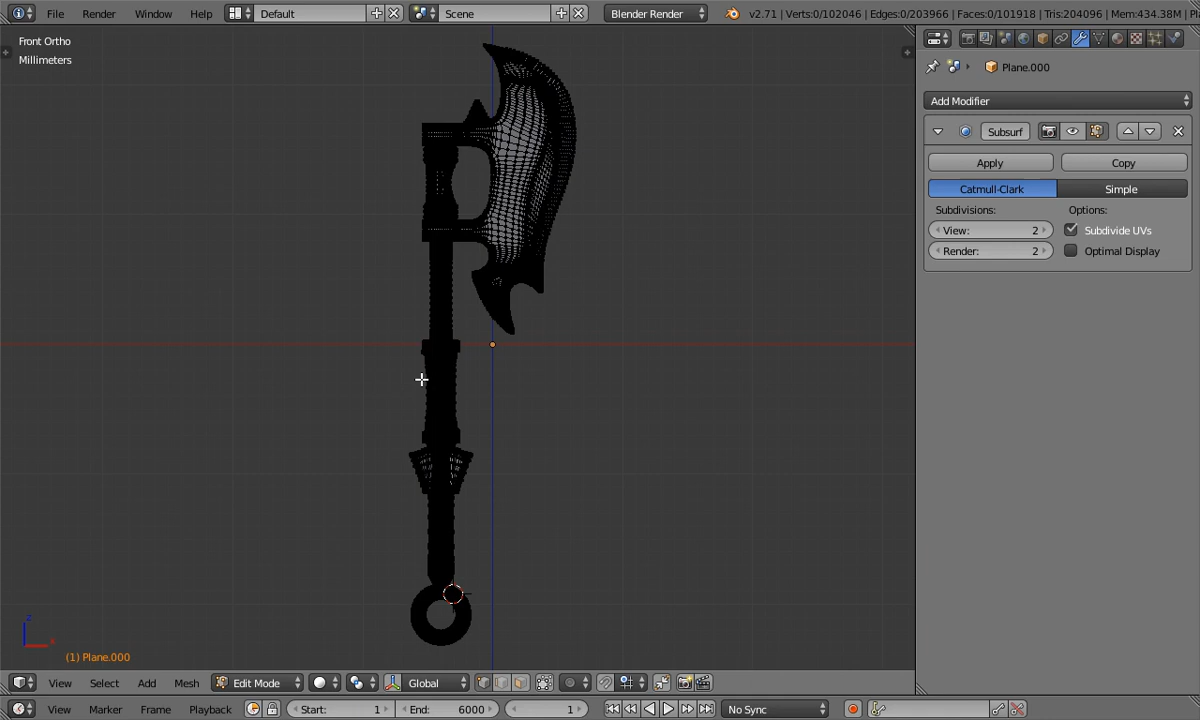 File Render Window Help Default Scene Blender Render v2.71 | Verts:0/102046 | Edges:0/203966 | Faces:0/101918 | Tris:204096 | Mem:434.38M | Pla
Front Ortho
Millimeters
Plane.000
Add Modifier
Subsurf
Apply Copy
Catmull-Clark Simple
Subdivisions: Options:
View: 2 Subdivide UVs
Render: 2 Optimal Display
z
x
(1) Plane.000
View Select Add Mesh Edit Mode Global
View Marker Frame Playback Start: 1 End: 6000 1 No Sync